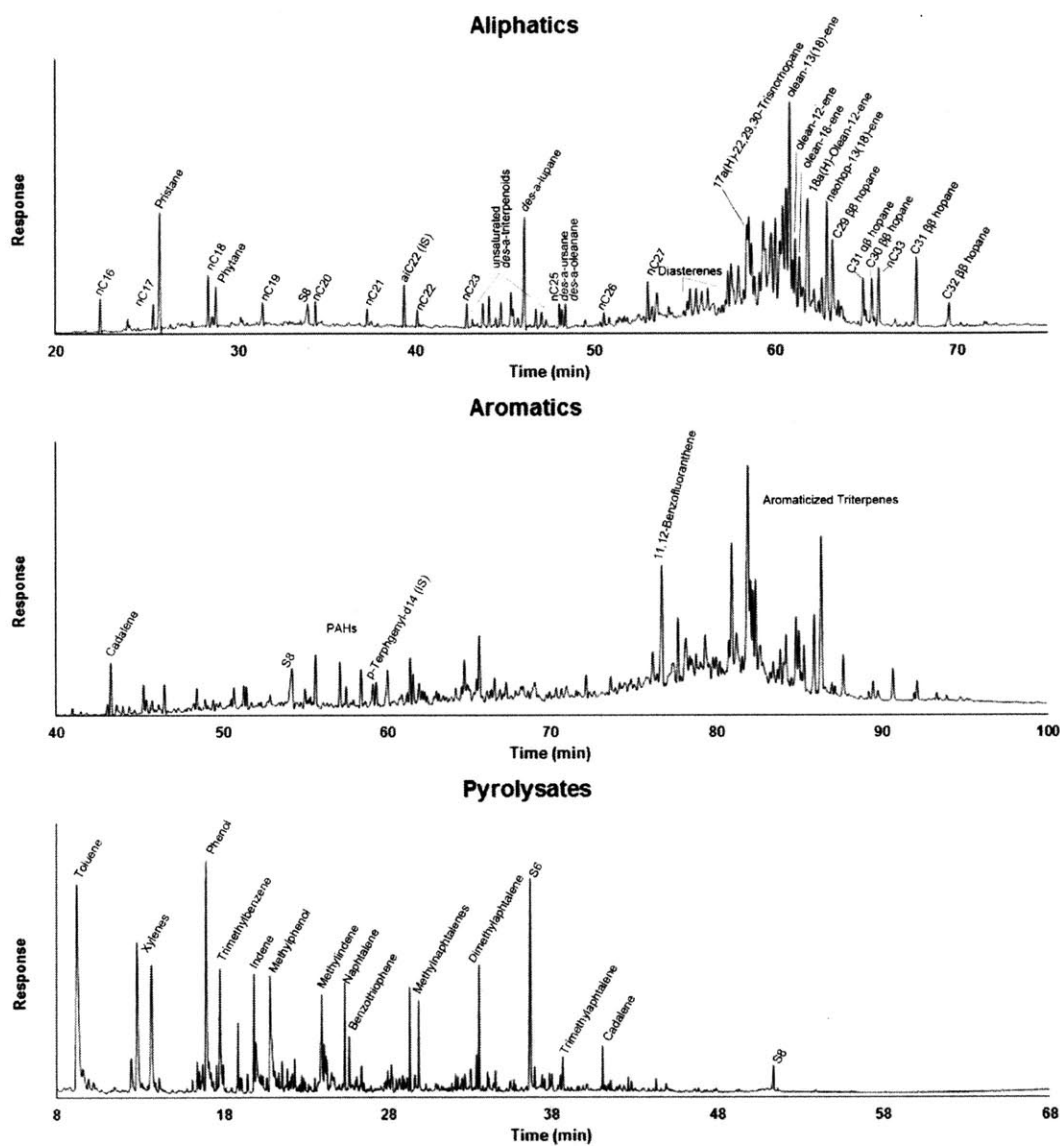 Aliphatics
Response
nC16
nC17
Pristane
nC18
Phytane
nC19
S8
nC20
nC21
aiC22 (IS)
nC22
nC23
unsaturated
des-a-triterpenoids
des-a-lupane
nC25
des-a-ursane
des-a-oleanane
nC26
nC27
Diasterenes
17a(H)-22,29,30-Trisnorhopane
olean-13(18)-ene
olean-12-ene
olean-18-ene
18a(H)-Olean-12-ene
neohop-13(18)-ene
C29 ββ hopane
C31 αβ hopane
C30 ββ hopane
nC33
C31 ββ hopane
C32 ββ hopane
20 30 40 50 60 70
Time (min)
Aromatics
Response
Cadalene
S8
PAHs
p-Terphgenyl-d14 (IS)
11,12-Benzofluoranthene
Aromaticized Triterpenes
40 50 60 70 80 90 100
Time (min)
Pyrolysates
Response
Toluene
Xylenes
Phenol
Trimethylbenzene
Indene
Methylphenol
Methylindene
Naphtalene
Benzothiophene
Methylnaphtalenes
Dimethylaphtalene
S6
Trimethylaphtalene
Cadalene
S8
8 18 28 38 48 58 68
Time (min)